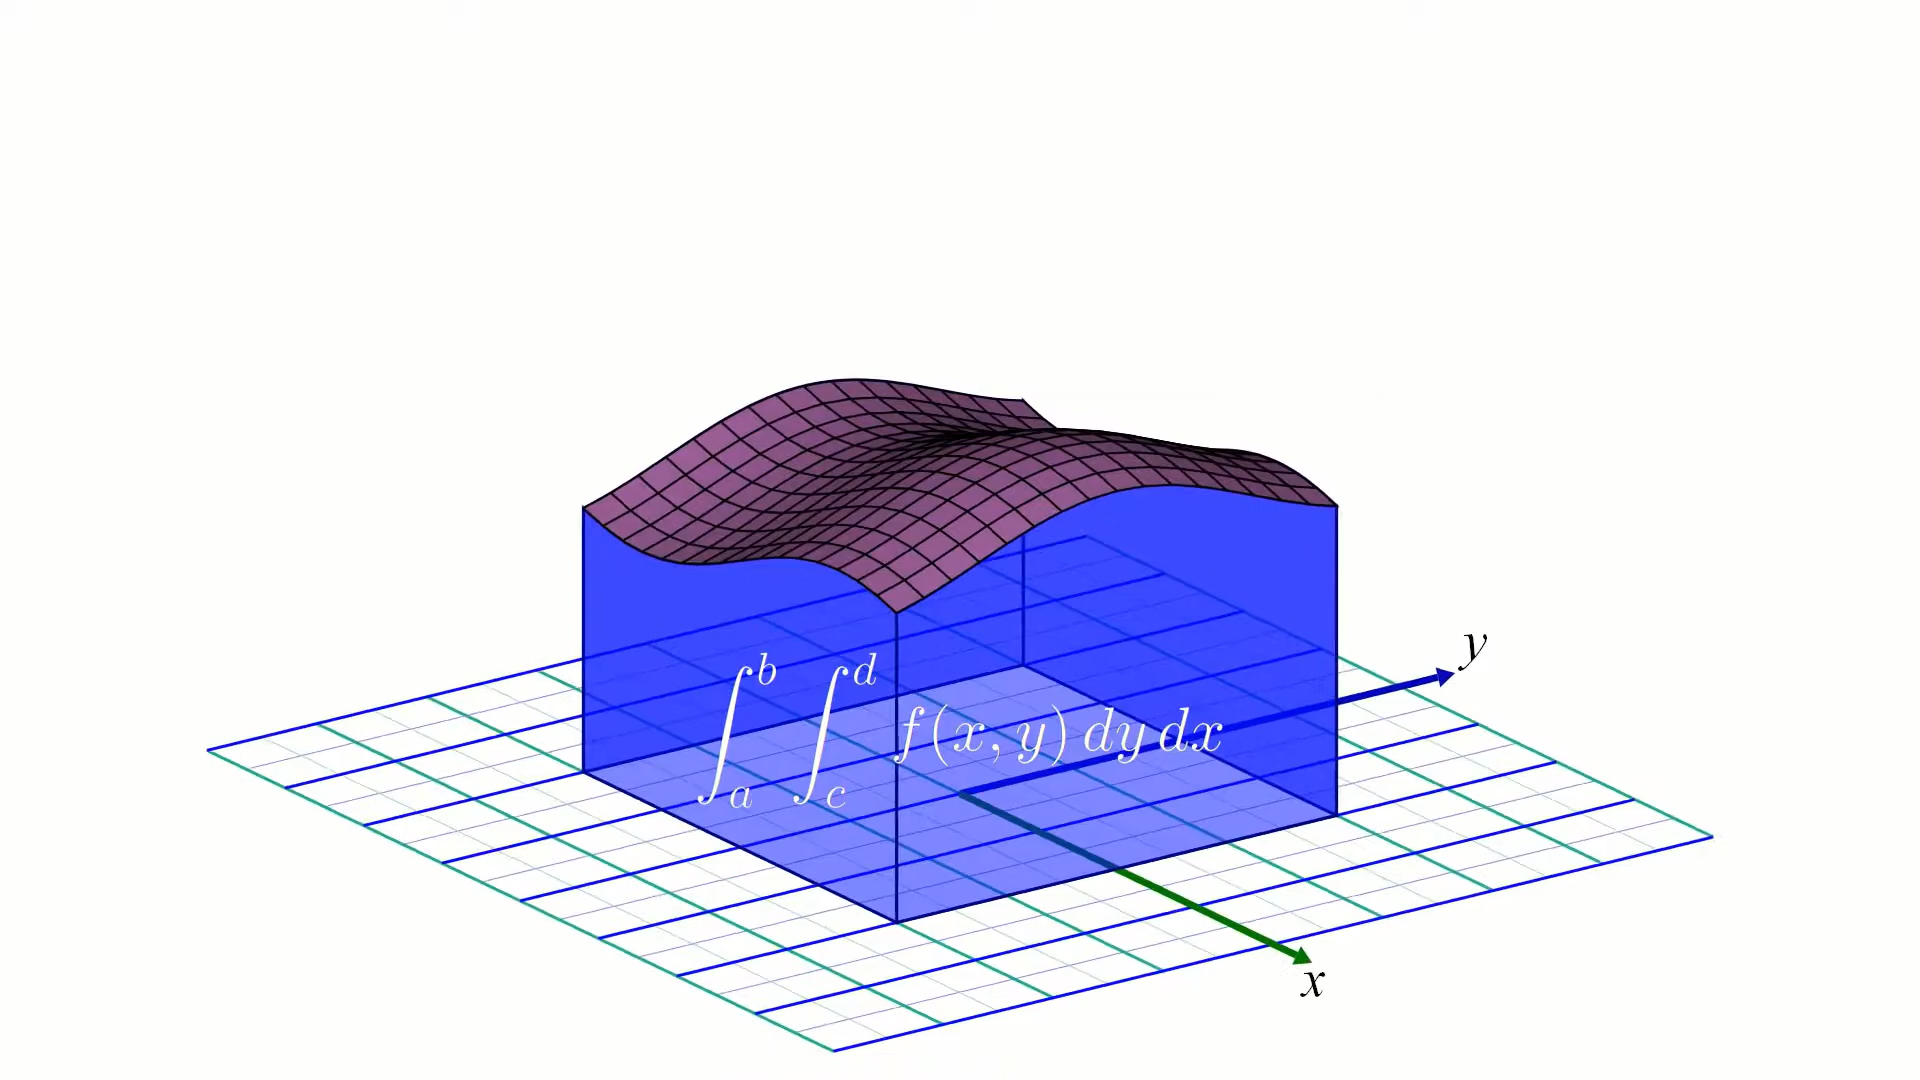 y
∫_a^b ∫_c^d f(x, y) dy dx
x